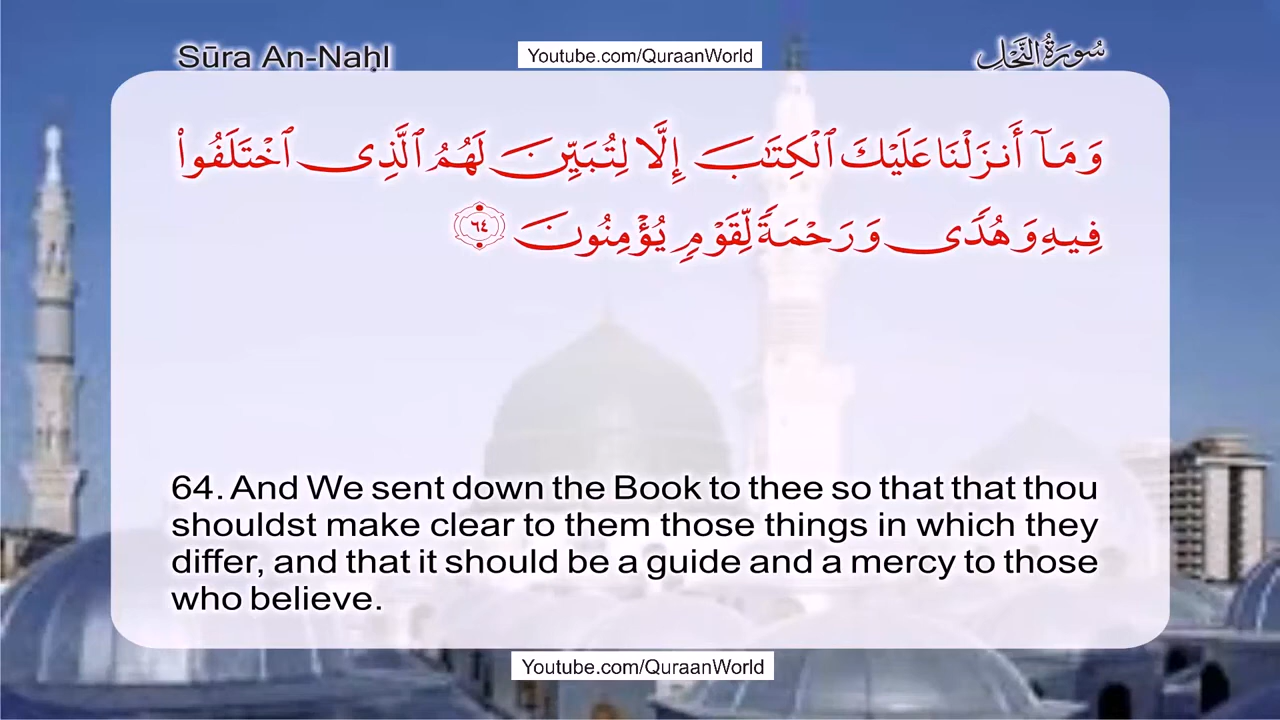 Sūra An-Naḥl
Youtube.com/QuraanWorld
سُورَةُ النَّحْلِ
وَمَآ أَنزَلْنَا عَلَيْكَ ٱلْكِتَٰبَ إِلَّا لِتُبَيِّنَ لَهُمُ ٱلَّذِى ٱخْتَلَفُوا۟
فِيهِ وَهُدًى وَرَحْمَةً لِّقَوْمٍ يُؤْمِنُونَ ٦٤
64. And We sent down the Book to thee so that that thou
shouldst make clear to them those things in which they
differ, and that it should be a guide and a mercy to those
who believe.
Youtube.com/QuraanWorld